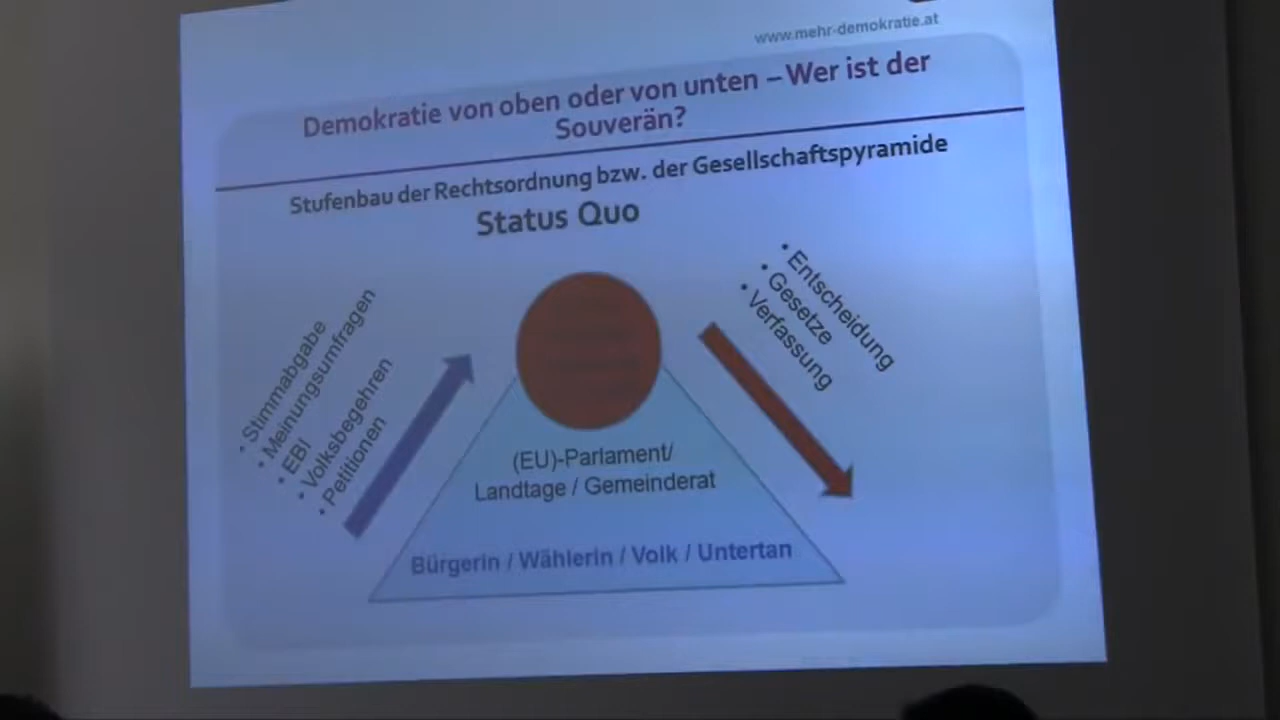 www.mehr-demokratie.at
Demokratie von oben oder von unten – Wer ist der
Souverän?
Stufenbau der Rechtsordnung bzw. der Gesellschaftspyramide
Status Quo
• Stimmabgabe
• Meinungsumfragen
• EBI
• Volksbegehren
• Petitionen
• Entscheidung
• Gesetze
• Verfassung
(EU)-Parlament/
Landtage / Gemeinderat
Bürgerin / Wählerin / Volk / Untertan